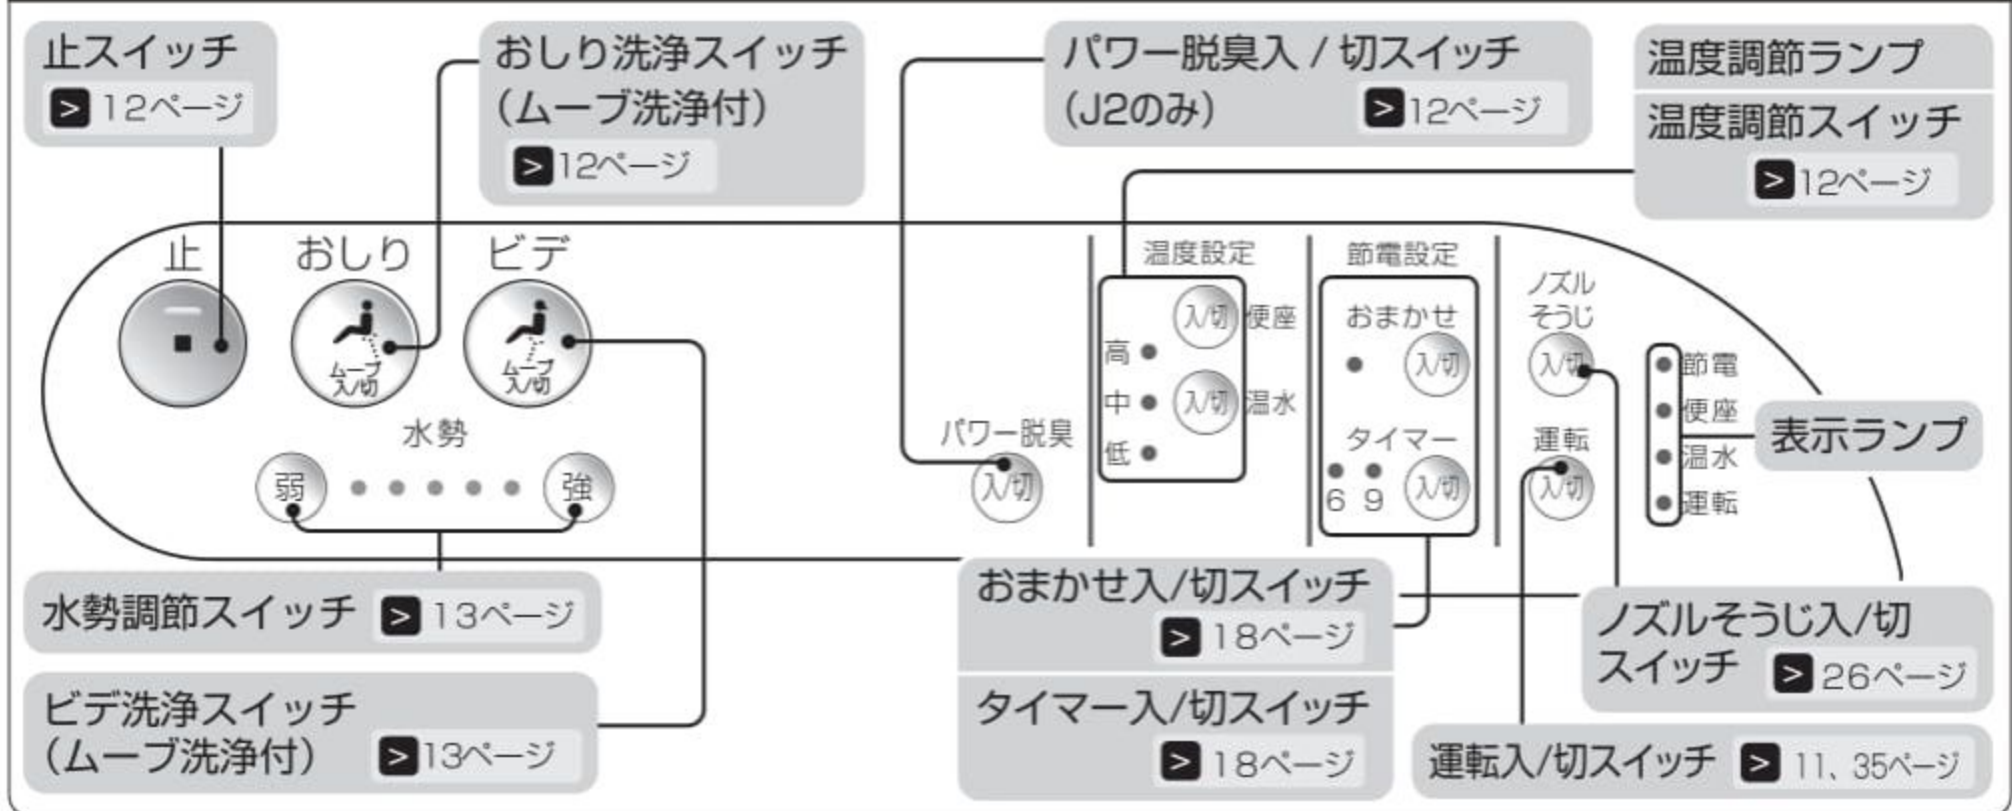 止スイッチ
> 12ページ
おしり洗浄スイッチ
(ムーブ洗浄付)
> 12ページ
パワー脱臭入 / 切スイッチ
(J2のみ) > 12ページ
温度調節ランプ
温度調節スイッチ
> 12ページ
止
おしり
ムーブ
入/切
ビデ
ムーブ
入/切
水勢
弱
強
パワー脱臭
入/切
温度設定
入/切 便座
高
中
入/切 温水
低
節電設定
おまかせ
入/切
タイマー
6 9
入/切
ノズル
そうじ
入/切
運転
入/切
節電
便座
温水
運転
表示ランプ
水勢調節スイッチ > 13ページ
ビデ洗浄スイッチ
(ムーブ洗浄付) > 13ページ
おまかせ入/切スイッチ
> 18ページ
タイマー入/切スイッチ
> 18ページ
ノズルそうじ入/切
スイッチ > 26ページ
運転入/切スイッチ > 11、35ページ